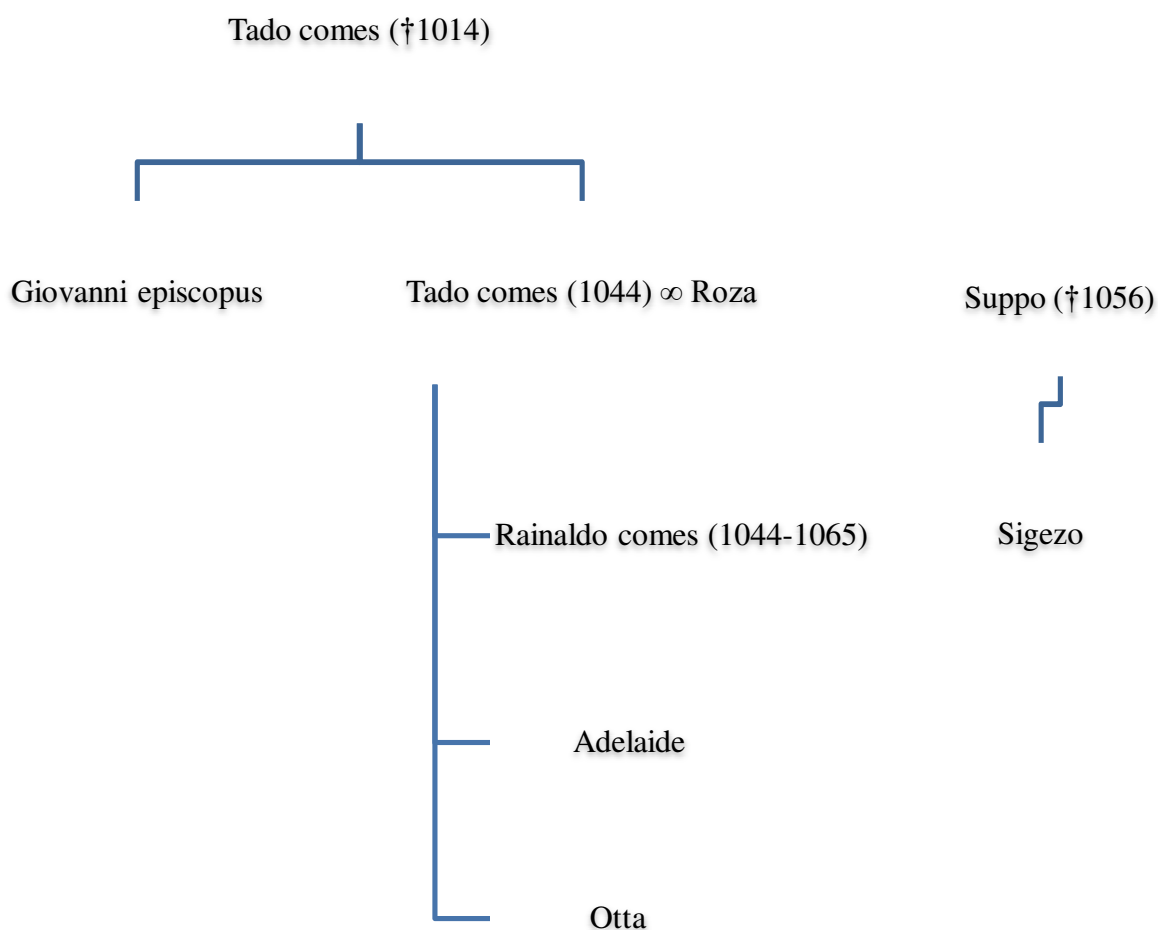 Tado comes (†1014)
Giovanni episcopus
Tado comes (1044) ∞ Roza
Suppo (†1056)
Rainaldo comes (1044-1065)
Sigezo
Adelaide
Otta